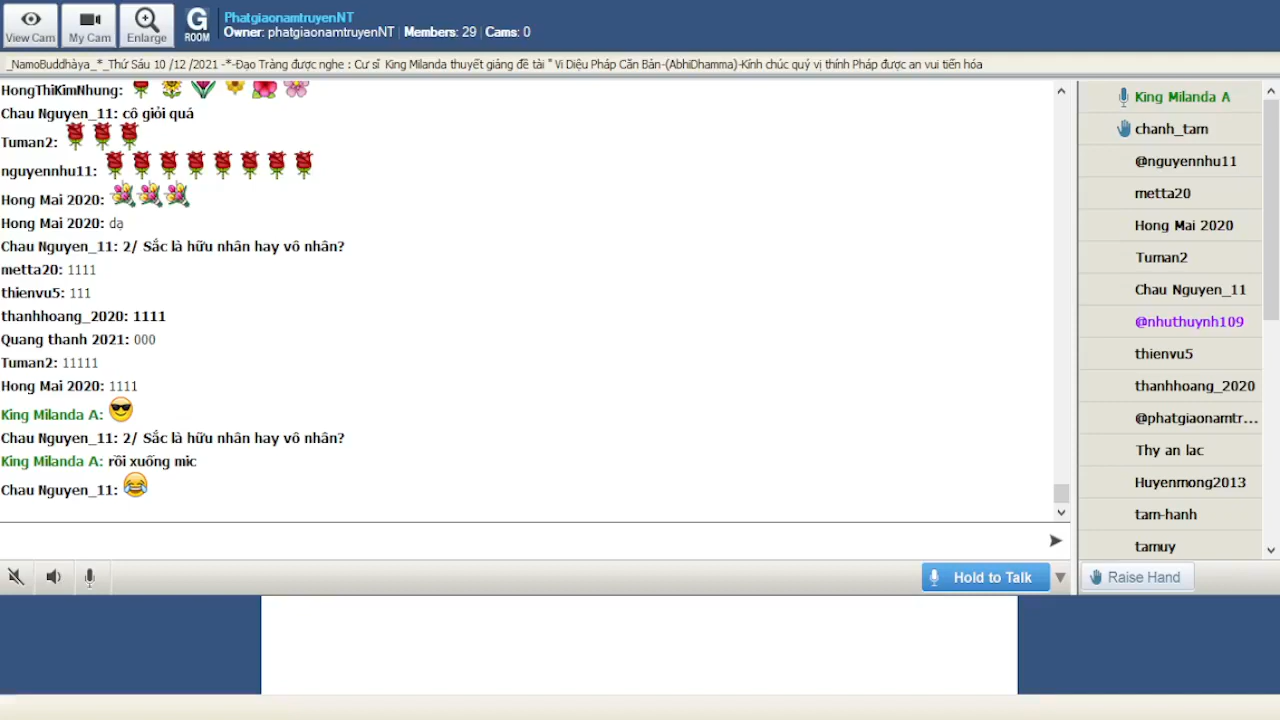 View Cam
My Cam
Enlarge
G
ROOM
PhatgiaonamtruyenNT
Owner: phatgiaonamtruyenNT | Members: 29 | Cams: 0
_NamoBuddhàya_*_Thứ Sáu 10 /12 /2021 -*-Đạo Tràng được nghe : Cư sĩ King Milanda thuyết giảng đề tài " Vi Diệu Pháp Căn Bản-(AbhiDhamma)-Kính chúc quý vị thính Pháp được an vui tiến hóa
HongThiKimNhung:
Chau Nguyen_11: cô giỏi quá
Tuman2:
nguyennhu11:
Hong Mai 2020:
Hong Mai 2020: dạ
Chau Nguyen_11: 2/ Sắc là hữu nhân hay vô nhân?
metta20: 1111
thienvu5: 111
thanhhoang_2020: 1111
Quang thanh 2021: 000
Tuman2: 11111
Hong Mai 2020: 1111
King Milanda A:
Chau Nguyen_11: 2/ Sắc là hữu nhân hay vô nhân?
King Milanda A: rồi xuống mic
Chau Nguyen_11:
King Milanda A
chanh_tam
@nguyennhu11
metta20
Hong Mai 2020
Tuman2
Chau Nguyen_11
@nhuthuynh109
thienvu5
thanhhoang_2020
@phatgiaonamtr...
Thy an lac
Huyenmong2013
tam-hanh
tamuy
Hold to Talk
Raise Hand